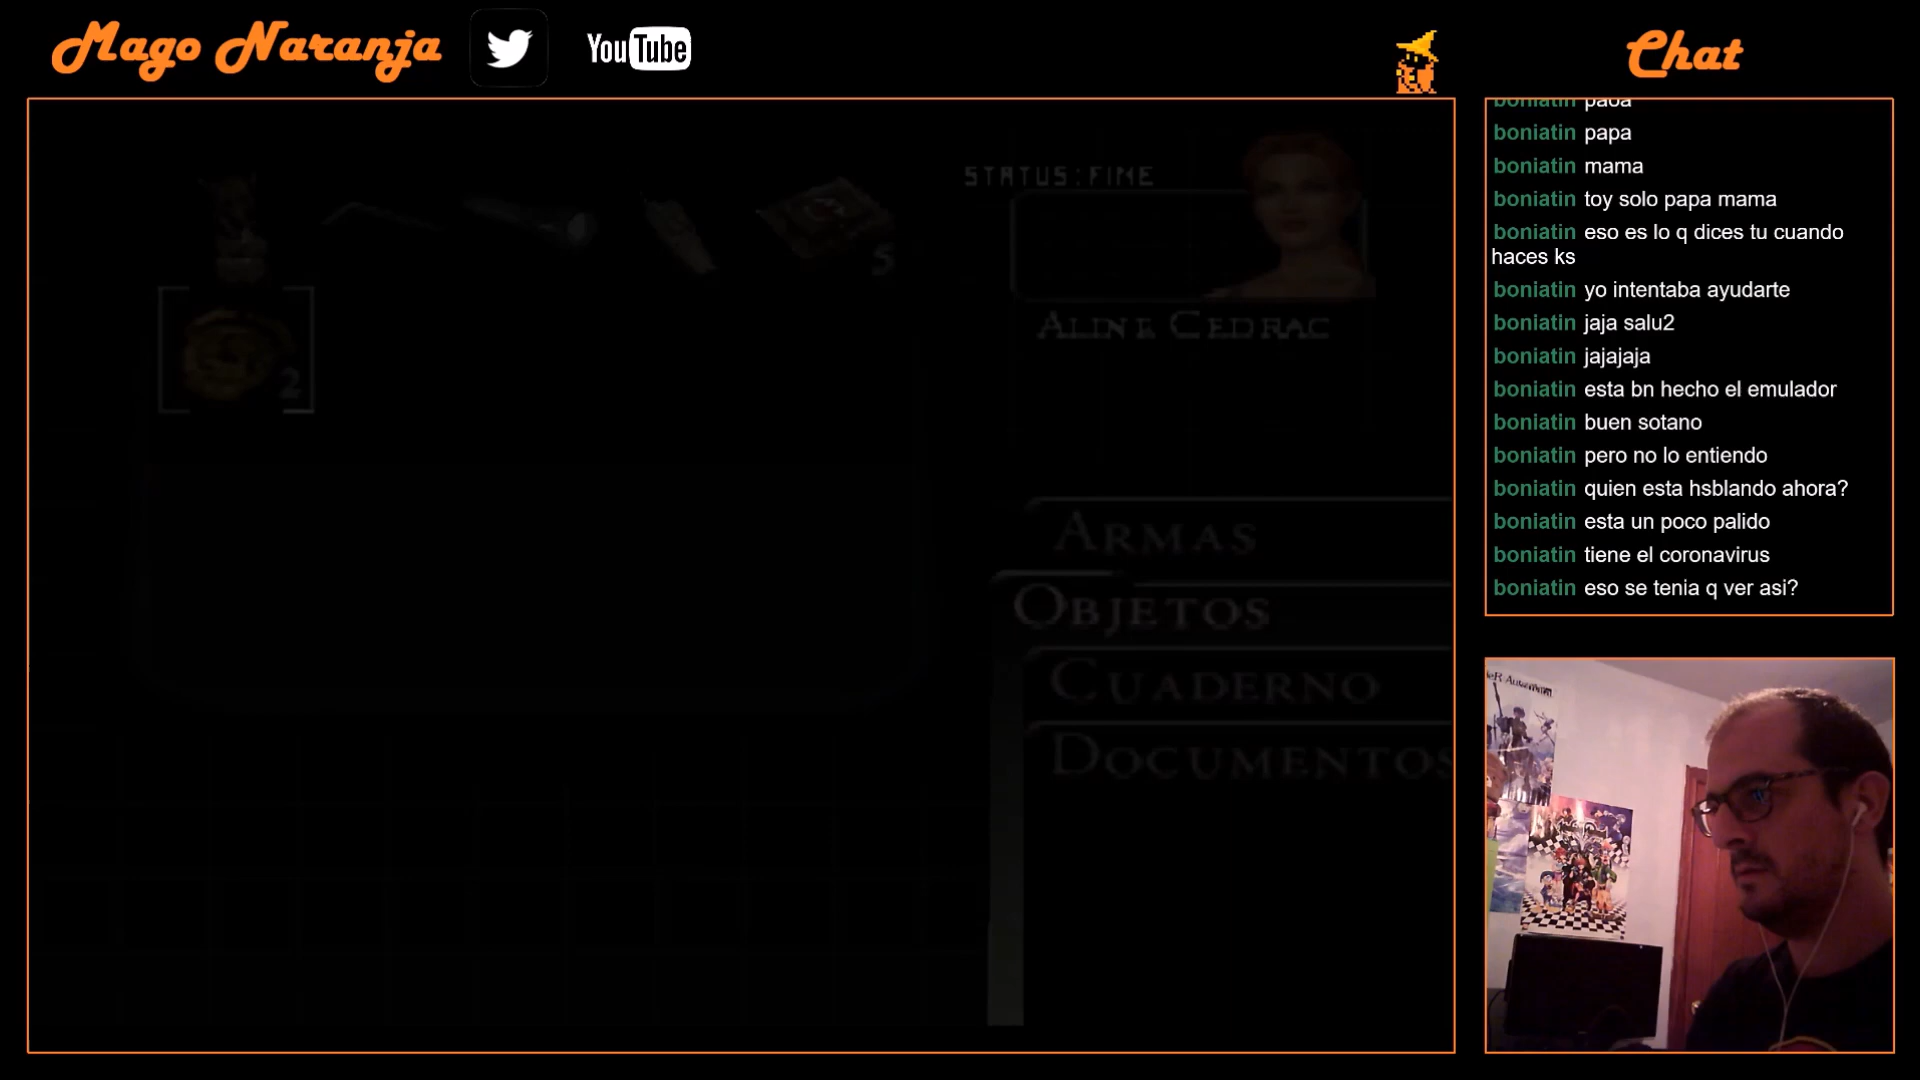 Mago Naranja
YouTube
Chat
STATUS:FINE
5
ALINE CEDRAC
2
ARMAS
OBJETOS
CUADERNO
DOCUMENTOS
boniatin paoa
boniatin papa
boniatin mama
boniatin toy solo papa mama
boniatin eso es lo q dices tu cuando
haces ks
boniatin yo intentaba ayudarte
boniatin jaja salu2
boniatin jajajaja
boniatin esta bn hecho el emulador
boniatin buen sotano
boniatin pero no lo entiendo
boniatin quien esta hsblando ahora?
boniatin esta un poco palido
boniatin tiene el coronavirus
boniatin eso se tenia q ver asi?